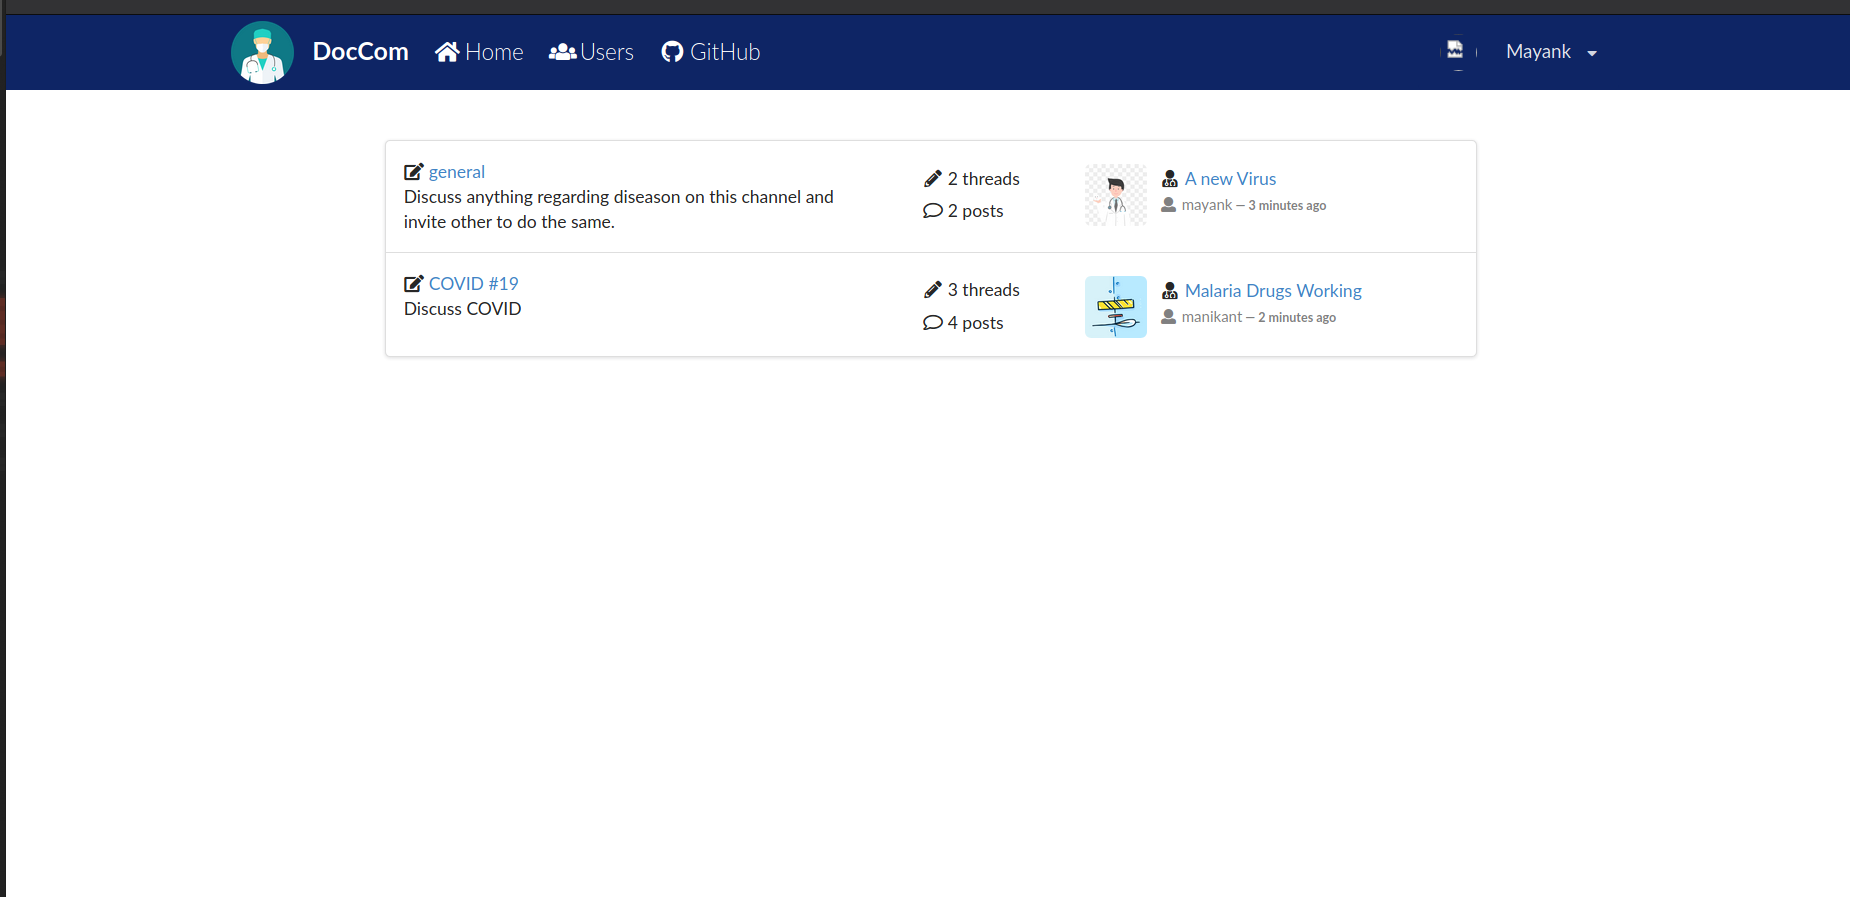 DocCom Home Users GitHub Mayank
general
Discuss anything regarding diseason on this channel and
invite other to do the same.
2 threads
2 posts
A new Virus
mayank — 3 minutes ago
COVID #19
Discuss COVID
3 threads
4 posts
Malaria Drugs Working
manikant — 2 minutes ago